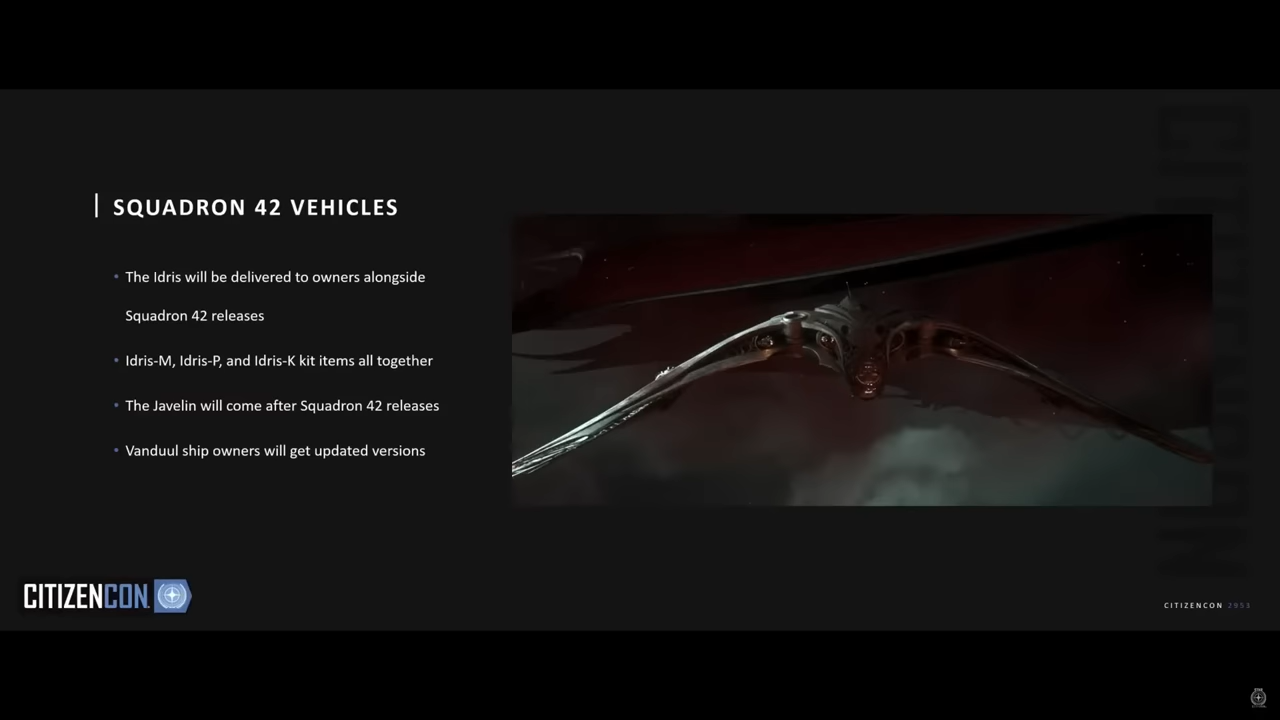 SQUADRON 42 VEHICLES
• The Idris will be delivered to owners alongside
Squadron 42 releases
• Idris-M, Idris-P, and Idris-K kit items all together
• The Javelin will come after Squadron 42 releases
• Vanduul ship owners will get updated versions
CITIZENCON
CITIZENCON 2953
CITIZENCON